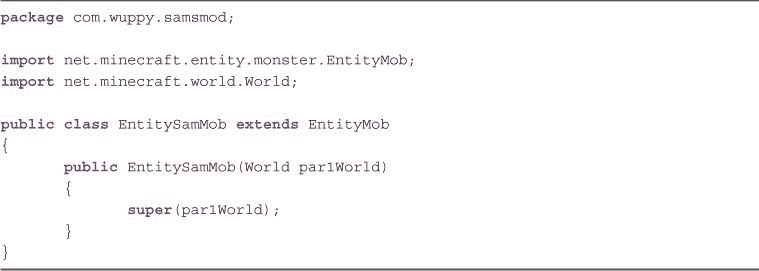 package com.wuppy.samsmod;

import net.minecraft.entity.monster.EntityMob;
import net.minecraft.world.World;

public class EntitySamMob extends EntityMob
{
       public EntitySamMob(World par1World)
       {
              super(par1World);
       }
}